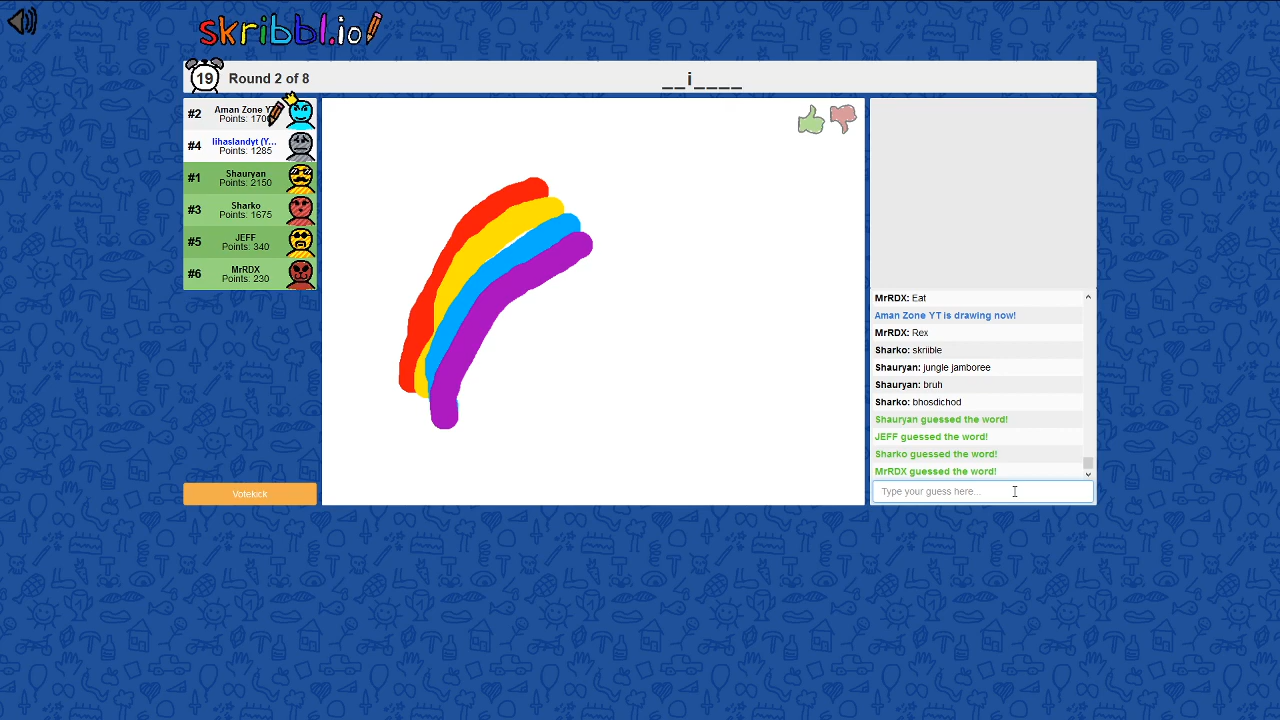 skribbl.io
19 Round 2 of 8
__i____
#2 Aman Zone Y
Points: 170
#4 lihaslandyt (Y...
Points: 1285
#1 Shauryan
Points: 2150
#3 Sharko
Points: 1675
#5 JEFF
Points: 340
#6 MrRDX
Points: 230
Votekick
MrRDX: Eat
Aman Zone YT is drawing now!
MrRDX: Rex
Sharko: skriible
Shauryan: jungle jamboree
Shauryan: bruh
Sharko: bhosdichod
Shauryan guessed the word!
JEFF guessed the word!
Sharko guessed the word!
MrRDX guessed the word!
Type your guess here...